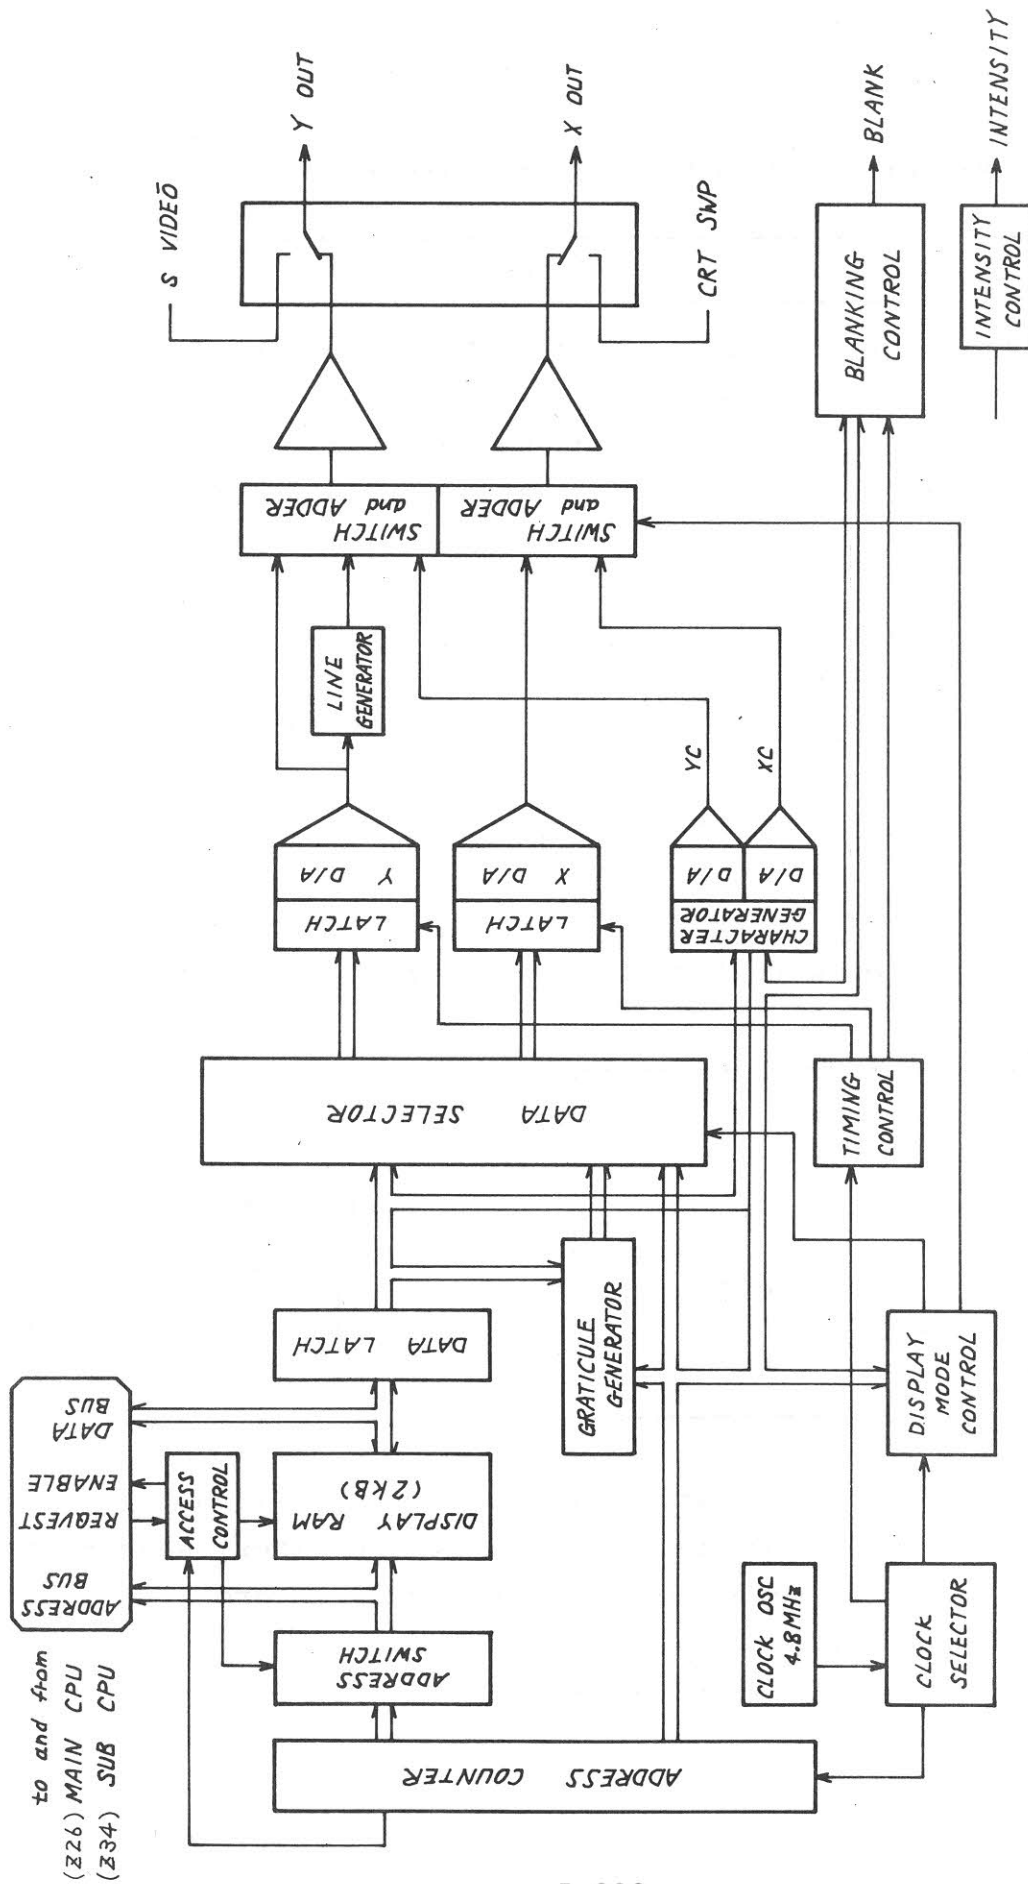 to and from
(Z26) MAIN CPU
(Z34) SUB CPU
ADDRESS
BUS
REQUEST
ENABLE
DATA
BUS
ACCESS
CONTROL
ADDRESS
SWITCH
DISPLAY RAM
(2kB)
DATA LATCH
ADDRESS COUNTER
GRATICULE
GENERATOR
CLOCK OSC
4.8MHz
CLOCK
SELECTOR
DISPLAY
MODE
CONTROL
TIMING
CONTROL
DATA SELECTOR
LATCH
Y D/A
LATCH
X D/A
CHARACTER
GENERATOR
D/A
D/A
YC
XC
LINE
GENERATOR
SWITCH
and ADDER
SWITCH
and ADDER
S VIDEO
CRT SWP
Y OUT
X OUT
BLANKING
CONTROL
BLANK
INTENSITY
CONTROL
INTENSITY